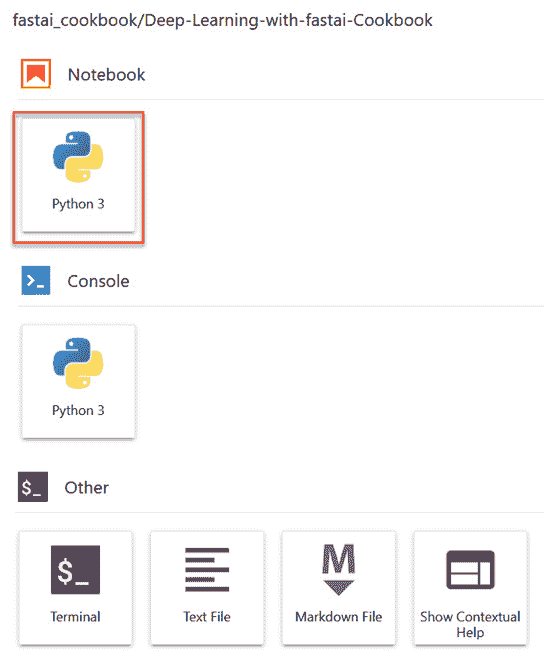 fastai_cookbook/Deep-Learning-with-fastai-Cookbook
Notebook
Python 3
>_ Console
Python 3
$_ Other
$_
M
Terminal
Text File
Markdown File
Show Contextual
Help